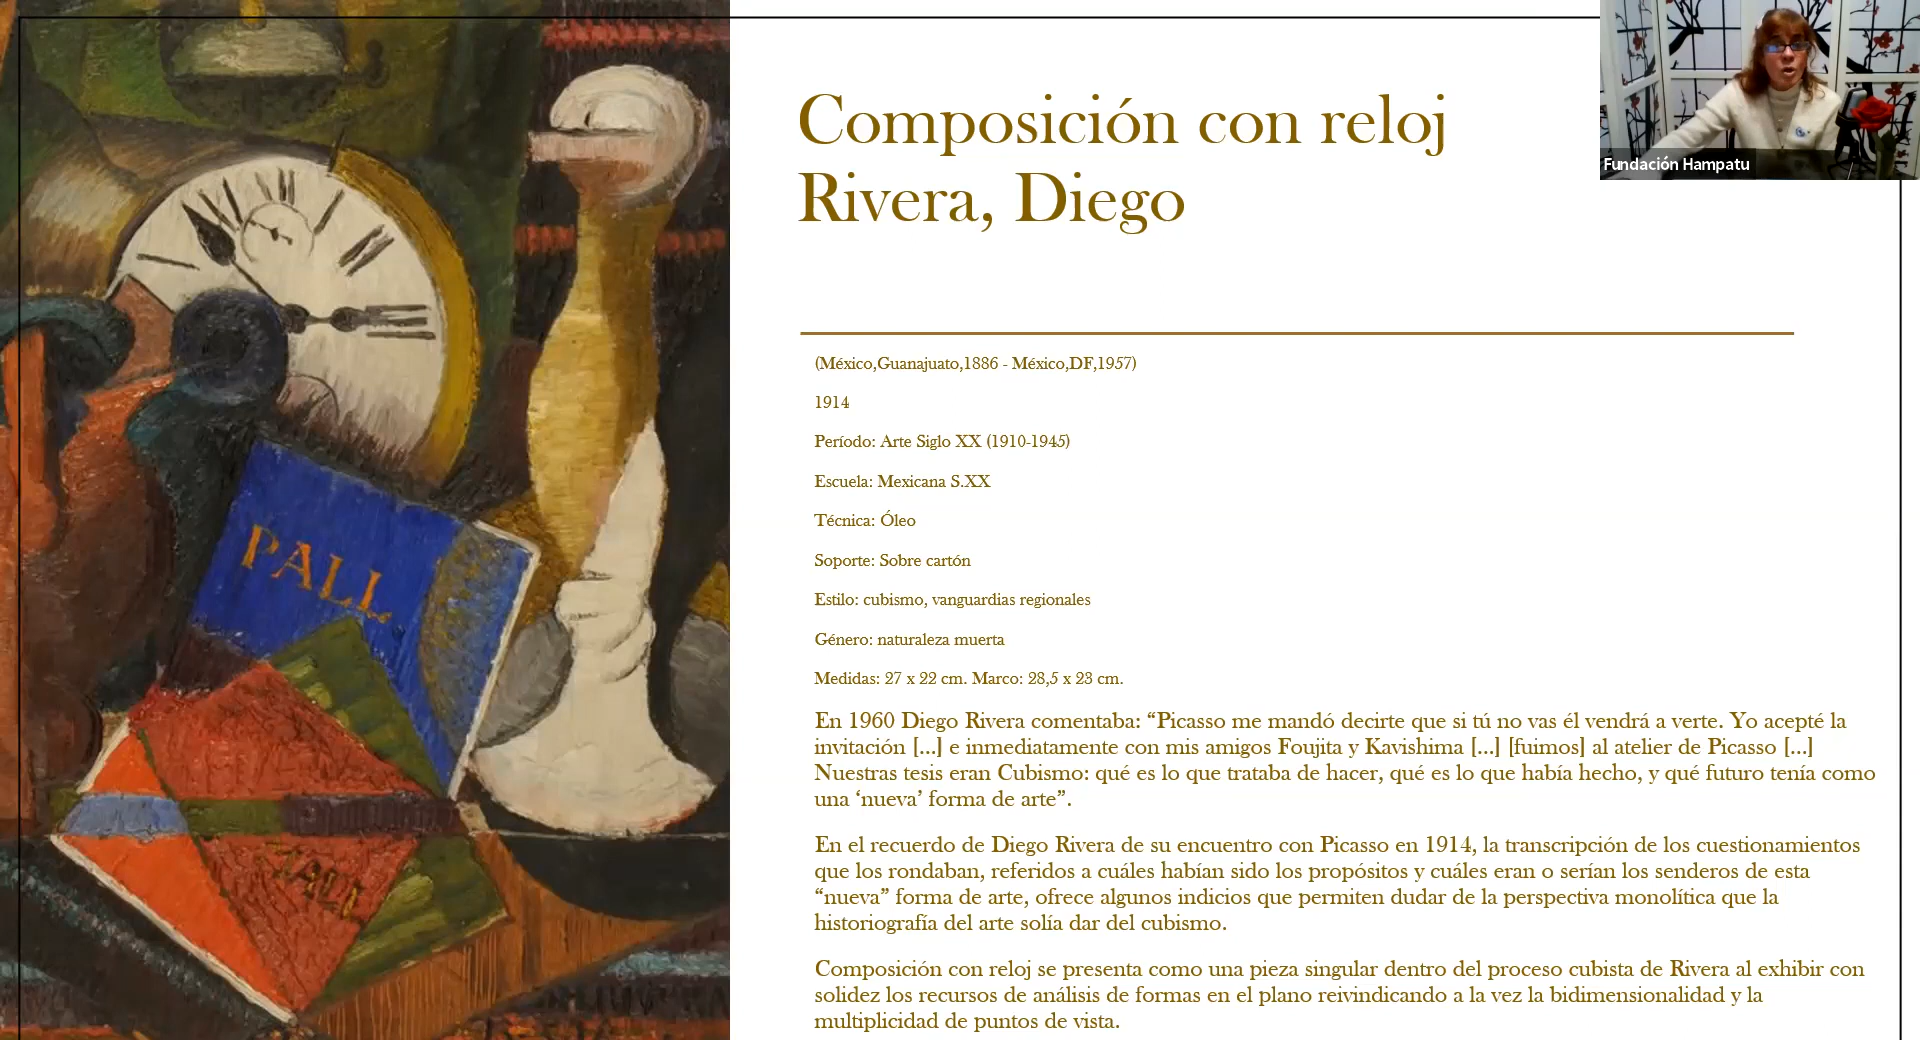 Composición con reloj
Rivera, Diego
Fundación Hampatu
(México,Guanajuato,1886 - México,DF,1957)
1914
Período: Arte Siglo XX (1910-1945)
Escuela: Mexicana S.XX
Técnica: Óleo
Soporte: Sobre cartón
Estilo: cubismo, vanguardias regionales
Género: naturaleza muerta
Medidas: 27 x 22 cm. Marco: 28,5 x 23 cm.
En 1960 Diego Rivera comentaba: “Picasso me mandó decirte que si tú no vas él vendrá a verte. Yo acepté la
invitación [...] e inmediatamente con mis amigos Foujita y Kavishima [...] [fuimos] al atelier de Picasso [...]
Nuestras tesis eran Cubismo: qué es lo que trataba de hacer, qué es lo que había hecho, y qué futuro tenía como
una ‘nueva’ forma de arte”.
En el recuerdo de Diego Rivera de su encuentro con Picasso en 1914, la transcripción de los cuestionamientos
que los rondaban, referidos a cuáles habían sido los propósitos y cuáles eran o serían los senderos de esta
“nueva” forma de arte, ofrece algunos indicios que permiten dudar de la perspectiva monolítica que la
historiografía del arte solía dar del cubismo.
Composición con reloj se presenta como una pieza singular dentro del proceso cubista de Rivera al exhibir con
solidez los recursos de análisis de formas en el plano reivindicando a la vez la bidimensionalidad y la
multiplicidad de puntos de vista.
PALL